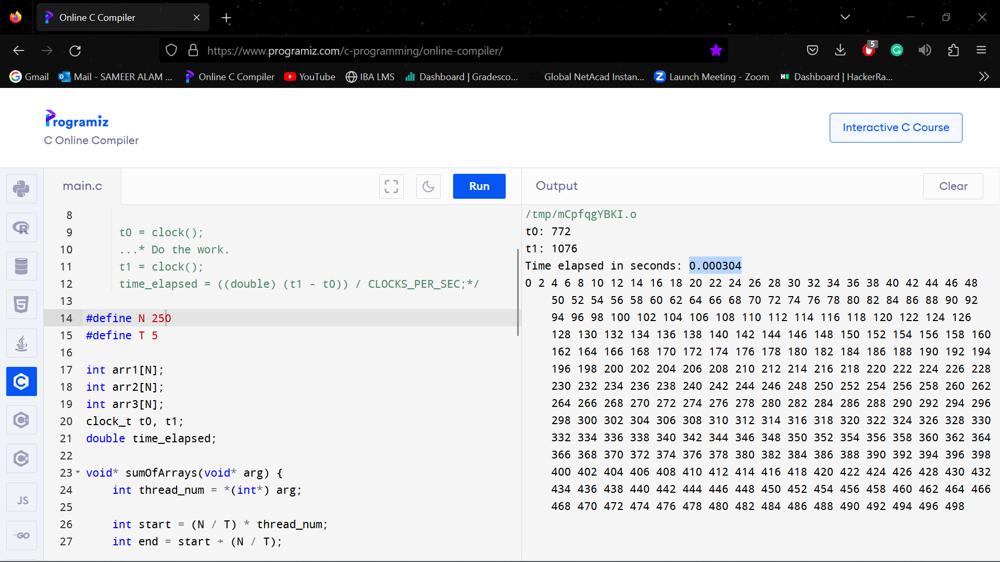 Online C Compiler
https://www.programiz.com/c-programming/online-compiler/
5
Gmail
Mail - SAMEER ALAM ...
Online C Compiler
YouTube
IBA LMS
Dashboard | Gradesco...
Global NetAcad Instan...
Launch Meeting - Zoom
Dashboard | HackerRa...
Programiz
C Online Compiler
Interactive C Course
main.c
Run
Output
Clear
8
9 t0 = clock();
10 ...* Do the work.
11 t1 = clock();
12 time_elapsed = ((double) (t1 - t0)) / CLOCKS_PER_SEC;*/
13
14 #define N 250
15 #define T 5
16
17 int arr1[N];
18 int arr2[N];
19 int arr3[N];
20 clock_t t0, t1;
21 double time_elapsed;
22
23 void* sumOfArrays(void* arg) {
24 int thread_num = *(int*) arg;
25
26 int start = (N / T) * thread_num;
27 int end = start + (N / T);
/tmp/mCpfqgYBKI.o
t0: 772
t1: 1076
Time elapsed in seconds: 0.000304
0 2 4 6 8 10 12 14 16 18 20 22 24 26 28 30 32 34 36 38 40 42 44 46 48
50 52 54 56 58 60 62 64 66 68 70 72 74 76 78 80 82 84 86 88 90 92
94 96 98 100 102 104 106 108 110 112 114 116 118 120 122 124 126
128 130 132 134 136 138 140 142 144 146 148 150 152 154 156 158 160
162 164 166 168 170 172 174 176 178 180 182 184 186 188 190 192 194
196 198 200 202 204 206 208 210 212 214 216 218 220 222 224 226 228
230 232 234 236 238 240 242 244 246 248 250 252 254 256 258 260 262
264 266 268 270 272 274 276 278 280 282 284 286 288 290 292 294 296
298 300 302 304 306 308 310 312 314 316 318 320 322 324 326 328 330
332 334 336 338 340 342 344 346 348 350 352 354 356 358 360 362 364
366 368 370 372 374 376 378 380 382 384 386 388 390 392 394 396 398
400 402 404 406 408 410 412 414 416 418 420 422 424 426 428 430 432
434 436 438 440 442 444 446 448 450 452 454 456 458 460 462 464 466
468 470 472 474 476 478 480 482 484 486 488 490 492 494 496 498
R
5
C
C
C
JS
GO